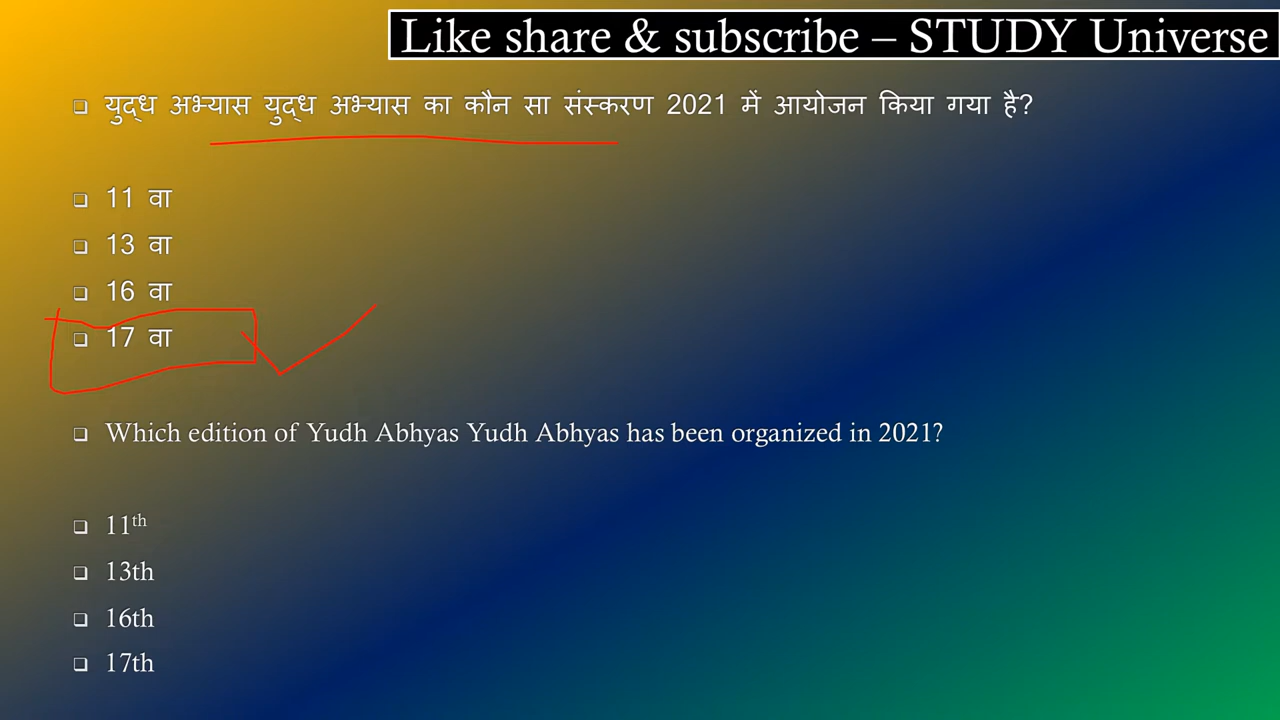 Like share & subscribe – STUDY Universe
युद्ध अभ्यास युद्ध अभ्यास का कौन सा संस्करण 2021 में आयोजन किया गया है?
11 वा
13 वा
16 वा
17 वा
Which edition of Yudh Abhyas Yudh Abhyas has been organized in 2021?
11th
13th
16th
17th